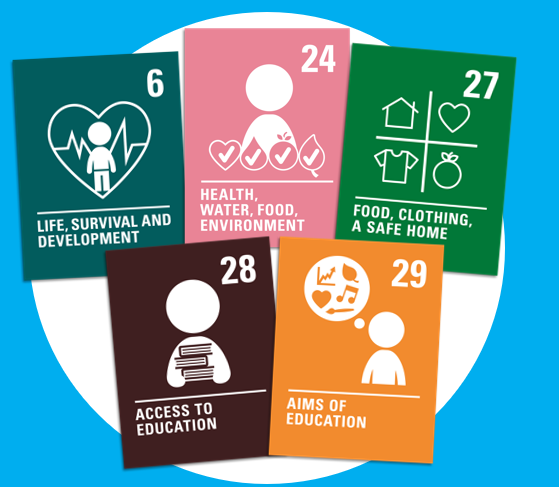 6
LIFE, SURVIVAL AND
DEVELOPMENT
24
HEALTH,
WATER, FOOD,
ENVIRONMENT
27
FOOD, CLOTHING,
A SAFE HOME
28
ACCESS TO
EDUCATION
29
AIMS OF
EDUCATION